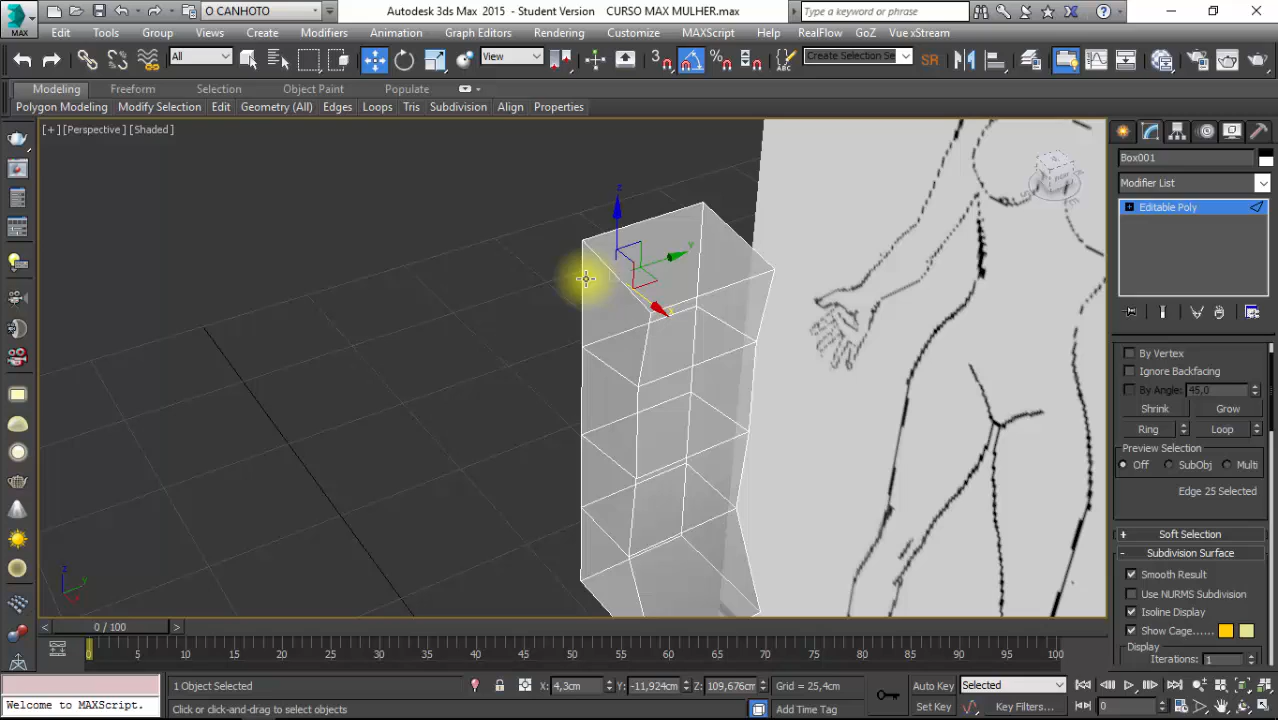 MAX
O CANHOTO
Autodesk 3ds Max 2015 - Student Version CURSO MAX MULHER.max
Type a keyword or phrase
Edit Tools Group Views Create Modifiers Animation Graph Editors Rendering Customize MAXScript Help RealFlow GoZ Vue xStream
All View 3 Create Selection Se SR
Modeling Freeform Selection Object Paint Populate
Polygon Modeling Modify Selection Edit Geometry (All) Edges Loops Tris Subdivision Align Properties
[+] [Perspective] [Shaded]
z
y
Box001
Modifier List
Editable Poly
By Vertex
Ignore Backfacing
By Angle: 45,0
Shrink Grow
Ring Loop
Preview Selection
Off SubObj Multi
Edge 25 Selected
+ Soft Selection
- Subdivision Surface
Smooth Result
Use NURMS Subdivision
Isoline Display
Show Cage......
Display
Iterations: 1
z
y
x
0 / 100
0 5 10 15 20 25 30 35 40 45 50 55 60 65 70 75 80 85 90 95 100
1 Object Selected X: 4,3cm Y: -11,924cm Z: 109,676cm Grid = 25,4cm Auto Key Selected
Welcome to MAXScript. Click or click-and-drag to select objects Add Time Tag Set Key Key Filters... 0